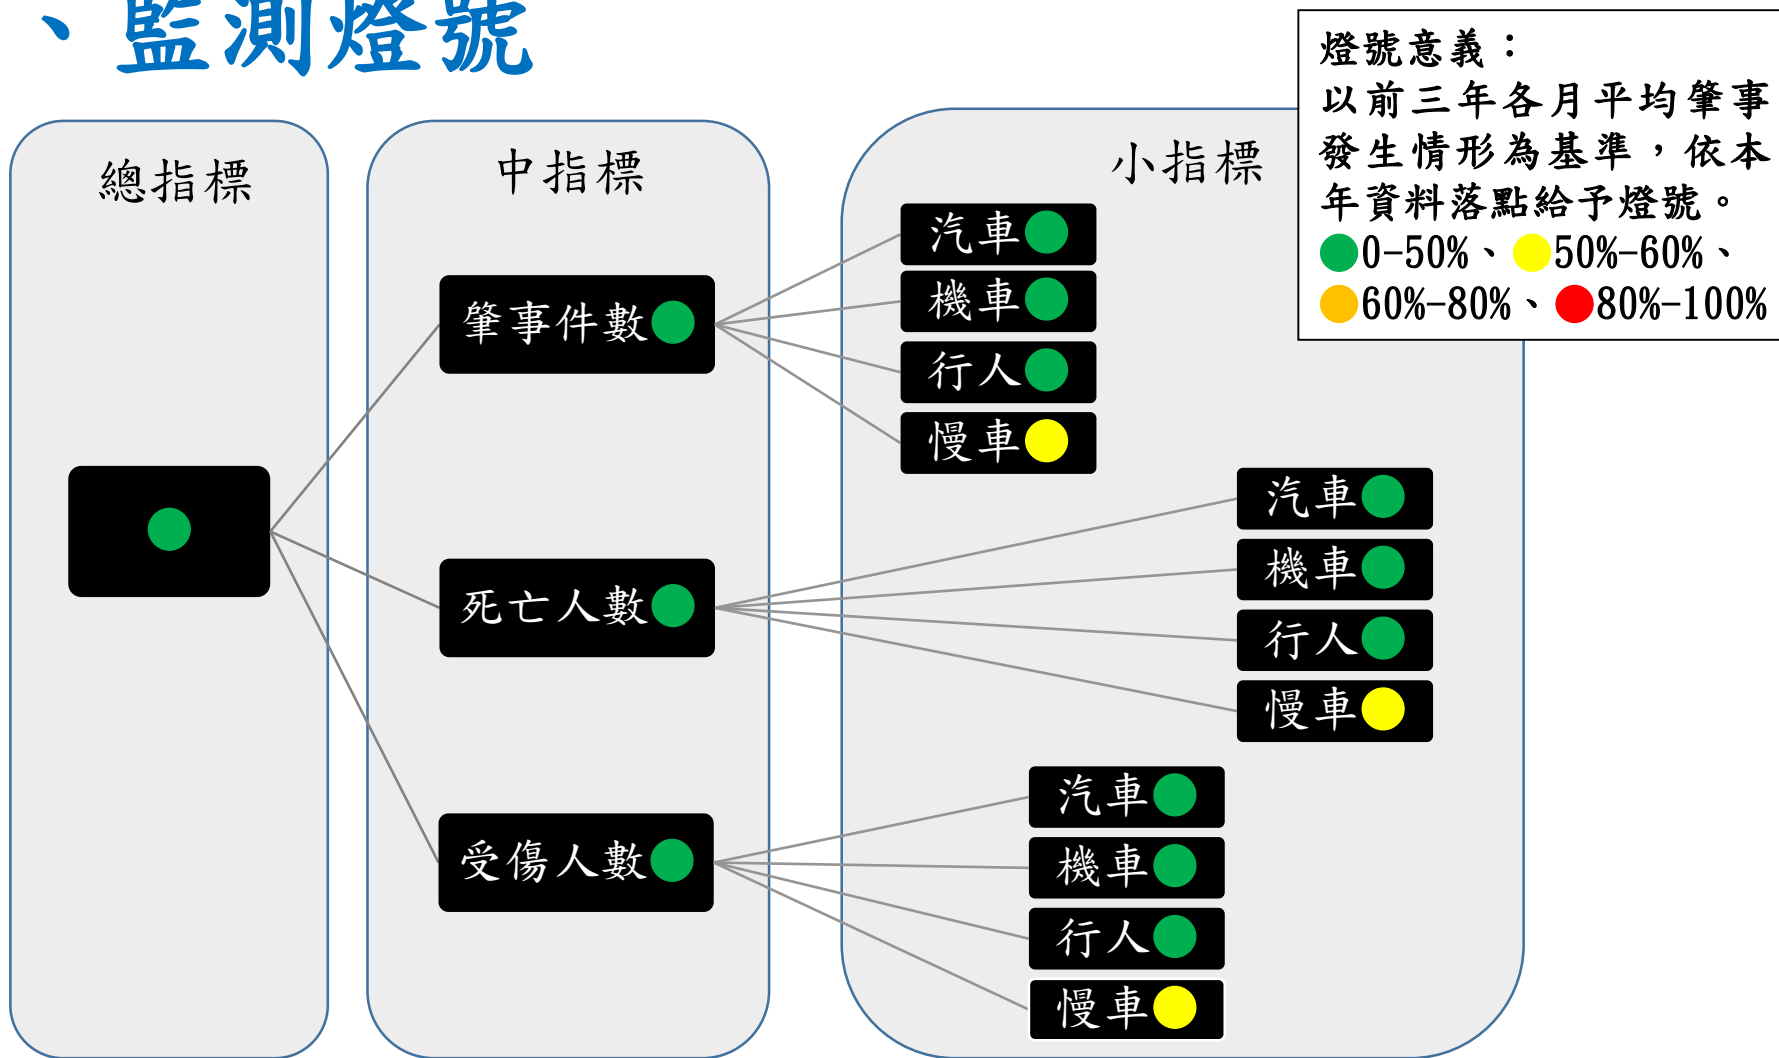 、監測燈號
燈號意義：
以前三年各月平均肇事
發生情形為基準，依本
年資料落點給予燈號。
0-50%、50%-60%、
60%-80%、80%-100%
總指標
中指標
小指標
肇事件數
汽車
機車
行人
慢車
死亡人數
汽車
機車
行人
慢車
受傷人數
汽車
機車
行人
慢車